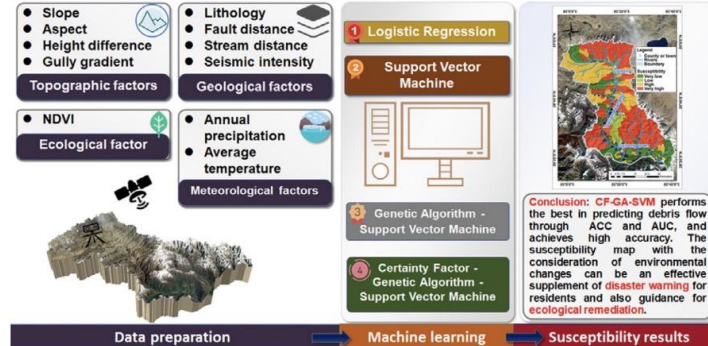 Slope
Aspect
Height difference
Gully gradient
Topographic factors
Lithology
Fault distance
Stream distance
Seismic intensity
Geological factors
NDVI
Ecological factor
Annual
precipitation
Average
temperature
Meteorological factors
Data preparation
1 Logistic Regression
2 Support Vector
Machine
3 Genetic Algorithm -
Support Vector Machine
4 Certainty Factor -
Genetic Algorithm -
Support Vector Machine
Machine learning
Legend
County or town
Rivers
Boundary
Susceptibility
Very low
Low
High
Very high
Conclusion: CF-GA-SVM performs
the best in predicting debris flow
through ACC and AUC, and
achieves high accuracy. The
susceptibility map with the
consideration of environmental
changes can be an effective
supplement of disaster warning for
residents and also guidance for
ecological remediation.
Susceptibility results